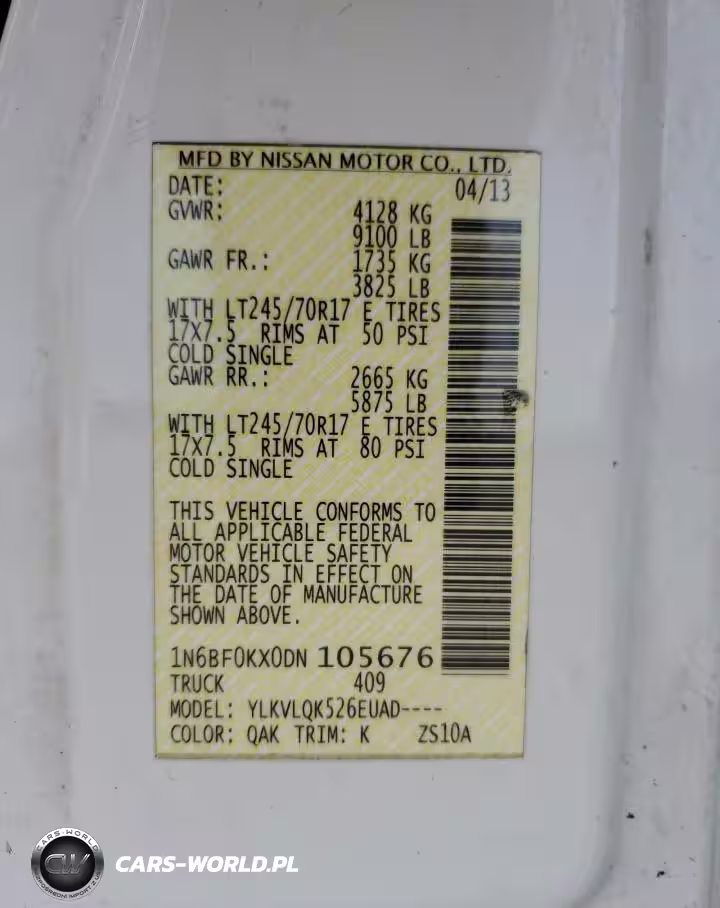 MFD BY NISSAN MOTOR CO., LTD.
DATE: 04/13
GVWR: 4128 KG
9100 LB
GAWR FR.: 1735 KG
3825 LB
WITH LT245/70R17 E TIRES
17X7.5 RIMS AT 50 PSI
COLD SINGLE
GAWR RR.: 2665 KG
5875 LB
WITH LT245/70R17 E TIRES
17X7.5 RIMS AT 80 PSI
COLD SINGLE
THIS VEHICLE CONFORMS TO
ALL APPLICABLE FEDERAL
MOTOR VEHICLE SAFETY
STANDARDS IN EFFECT ON
THE DATE OF MANUFACTURE
SHOWN ABOVE.
1N6BF0KX0DN 105676
TRUCK 409
MODEL: YLKVLQK526EUAD----
COLOR: QAK TRIM: K ZS10A
CARS-WORLD
CW
CARS-WORLD.PL